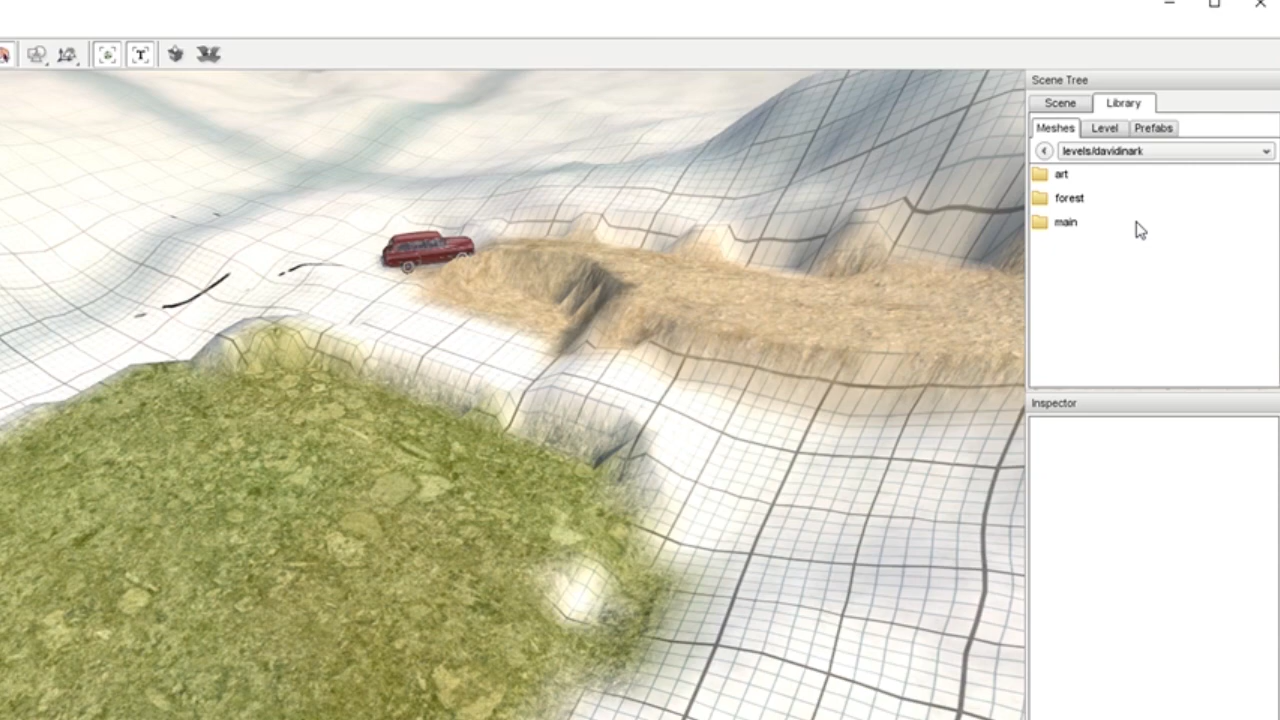 T
Scene Tree
Scene Library
Meshes Level Prefabs
levels/davidinark
art
forest
main
Inspector